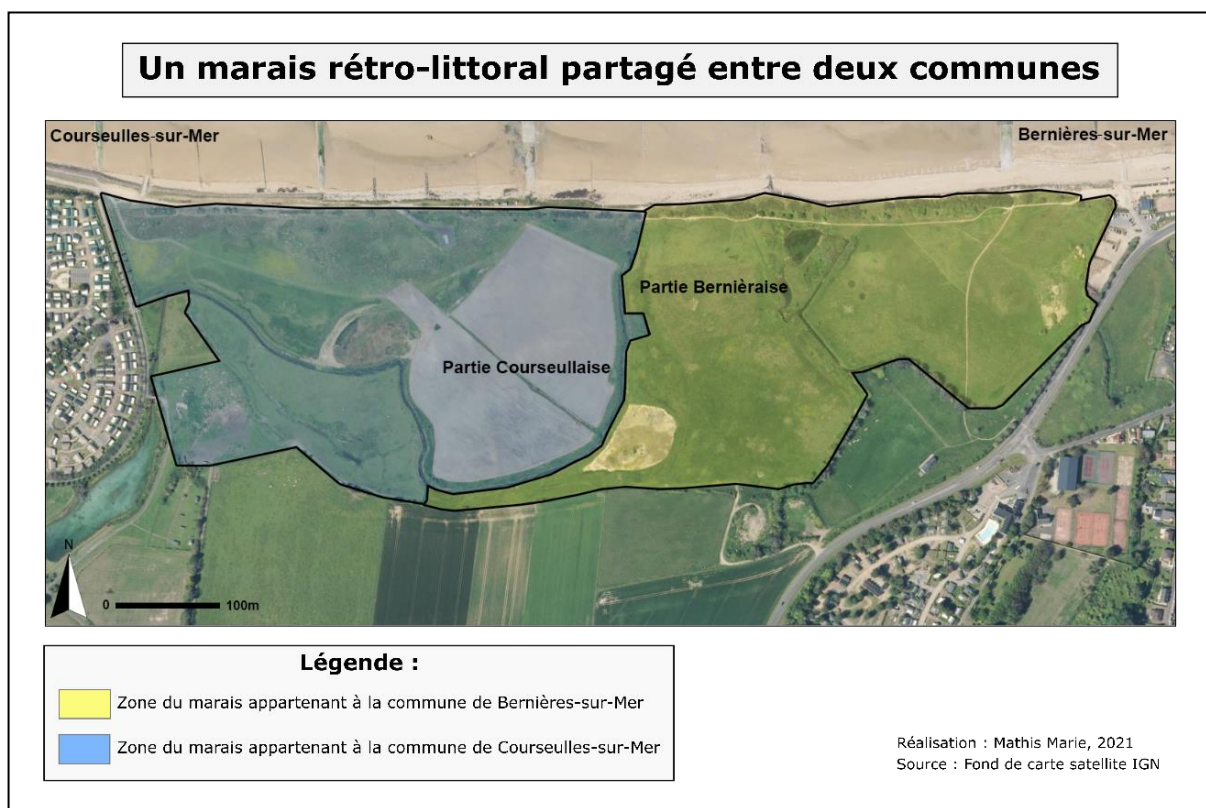 Un marais rétro-littoral partagé entre deux communes
Courseulles-sur-Mer
Bernières-sur-Mer
Partie Bernièraise
Partie Courseullaise
N
0 100m
Légende :
Zone du marais appartenant à la commune de Bernières-sur-Mer
Zone du marais appartenant à la commune de Courseulles-sur-Mer
Réalisation : Mathis Marie, 2021
Source : Fond de carte satellite IGN